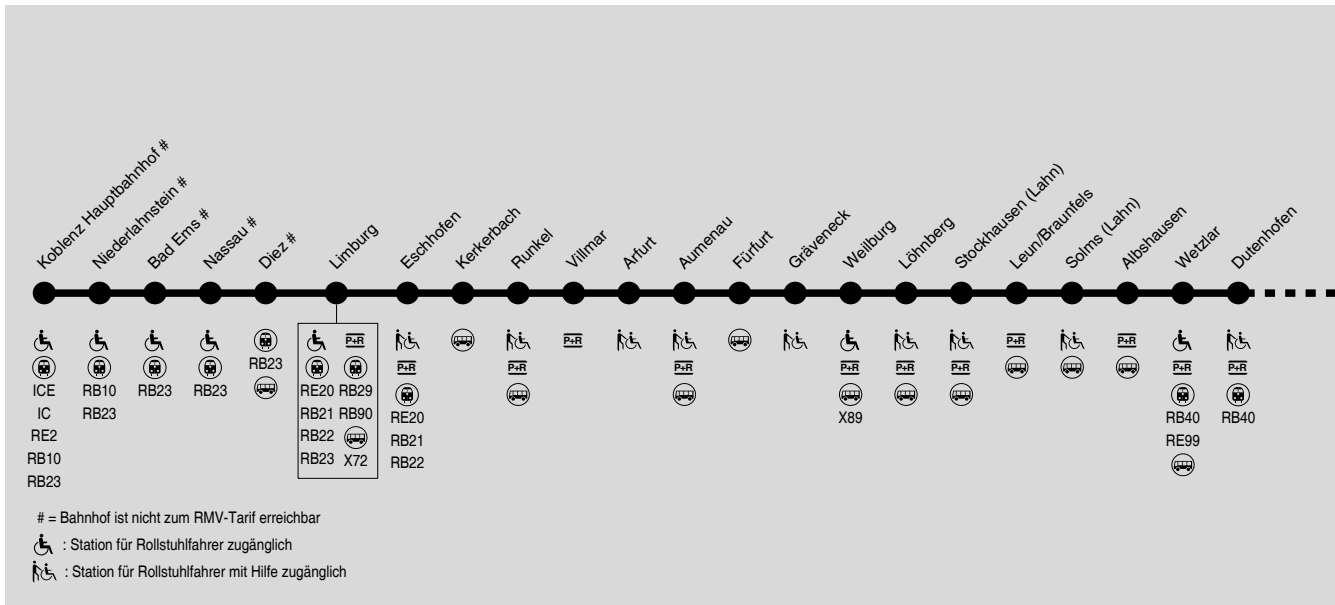 Koblenz Hauptbahnhof #
Niederlahnstein #
Bad Ems #
Nassau #
Diez #
Limburg
Eschhofen
Kerkerbach
Runkel
Villmar
Arfurt
Aumenau
Fürfurt
Gräveneck
Weilburg
Löhnberg
Stockhausen (Lahn)
Leun/Braunfels
Solms (Lahn)
Albshausen
Wetzlar
Dutenhofen
ICE
IC
RE2
RB10
RB23
RB10
RB23
RB23
RB23
RB23
P+R
RE20 RB29
RB21 RB90
RB22
RB23 X72
P+R
RE20
RB21
RB22
P+R
P+R
P+R
P+R
X89
P+R
P+R
P+R
P+R
P+R
RB40
RE99
P+R
RB40
# = Bahnhof ist nicht zum RMV-Tarif erreichbar
: Station für Rollstuhlfahrer zugänglich
: Station für Rollstuhlfahrer mit Hilfe zugänglich